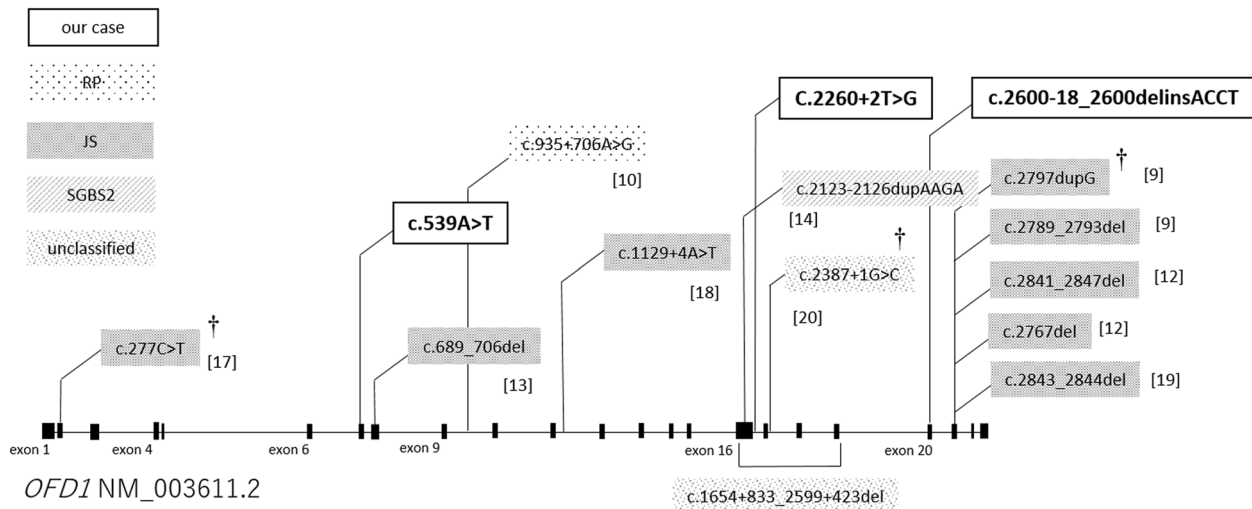 our case
RP
JS
SGBS2
unclassified
c.2260+2T>G
c.2600-18_2600delinsACCT
c.935+706A>G
[10]
c.2123-2126dupAAGA
[14]
c.2797dupG
†
[9]
c.539A>T
c.2789_2793del
[9]
c.1129+4A>T
[18]
†
c.2387+1G>C
[20]
c.2841_2847del
[12]
c.277C>T
†
[17]
c.689_706del
[13]
c.2767del
[12]
c.2843_2844del
[19]
exon 1
exon 4
exon 6
exon 9
exon 16
exon 20
c.1654+833_2599+423del
OFD1 NM_003611.2